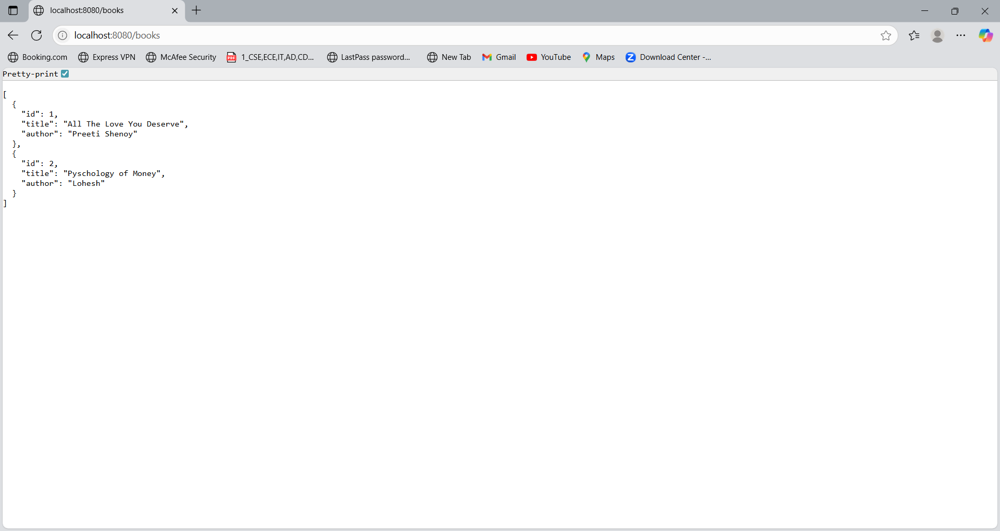 localhost:8080/books
localhost:8080/books
Booking.com Express VPN McAfee Security 1_CSE,ECE,IT,AD,CD... LastPass password... New Tab Gmail YouTube Maps Download Center -...
Pretty-print
[
  {
    "id": 1,
    "title": "All The Love You Deserve",
    "author": "Preeti Shenoy"
  },
  {
    "id": 2,
    "title": "Pyschology of Money",
    "author": "Lohesh"
  }
]